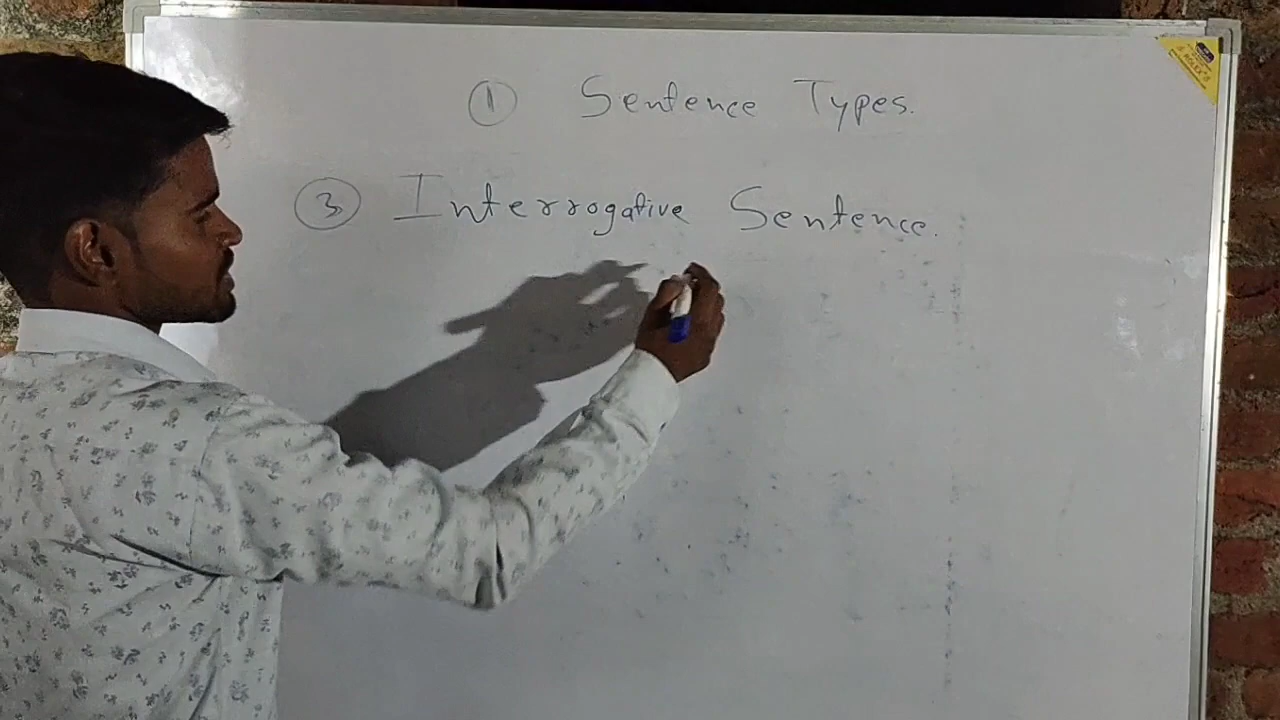 ① Sentence Types.
③ Interrogative Sentence.